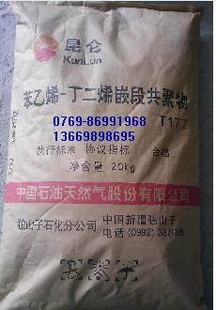 昆仑
KunLun
苯乙烯-丁二烯嵌段共聚物
0769-86991968
T172
13669898695
执行标准 协议指标 合格
净含量 20kg
中国石油天然气股份有限公司
独山子石化分公司
中国新疆独山子
电话 (0992)